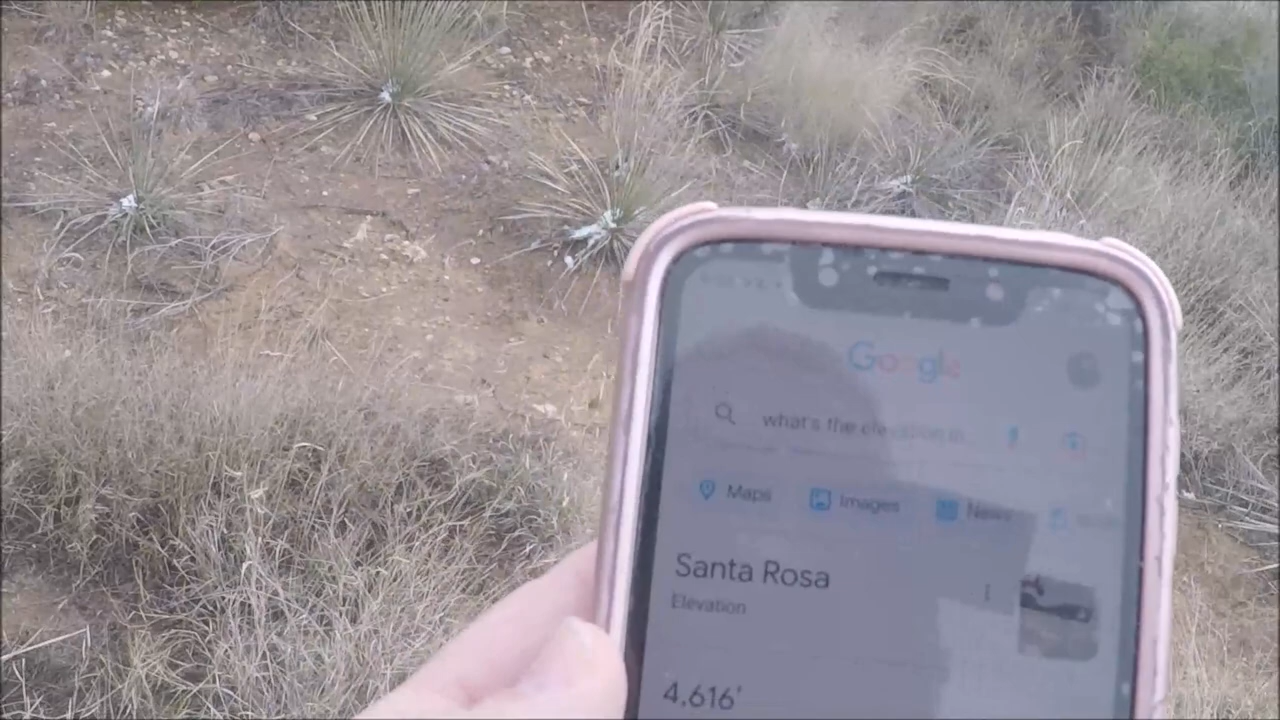 Google
what's the elevation in
Maps Images News
Santa Rosa
Elevation
4,616'